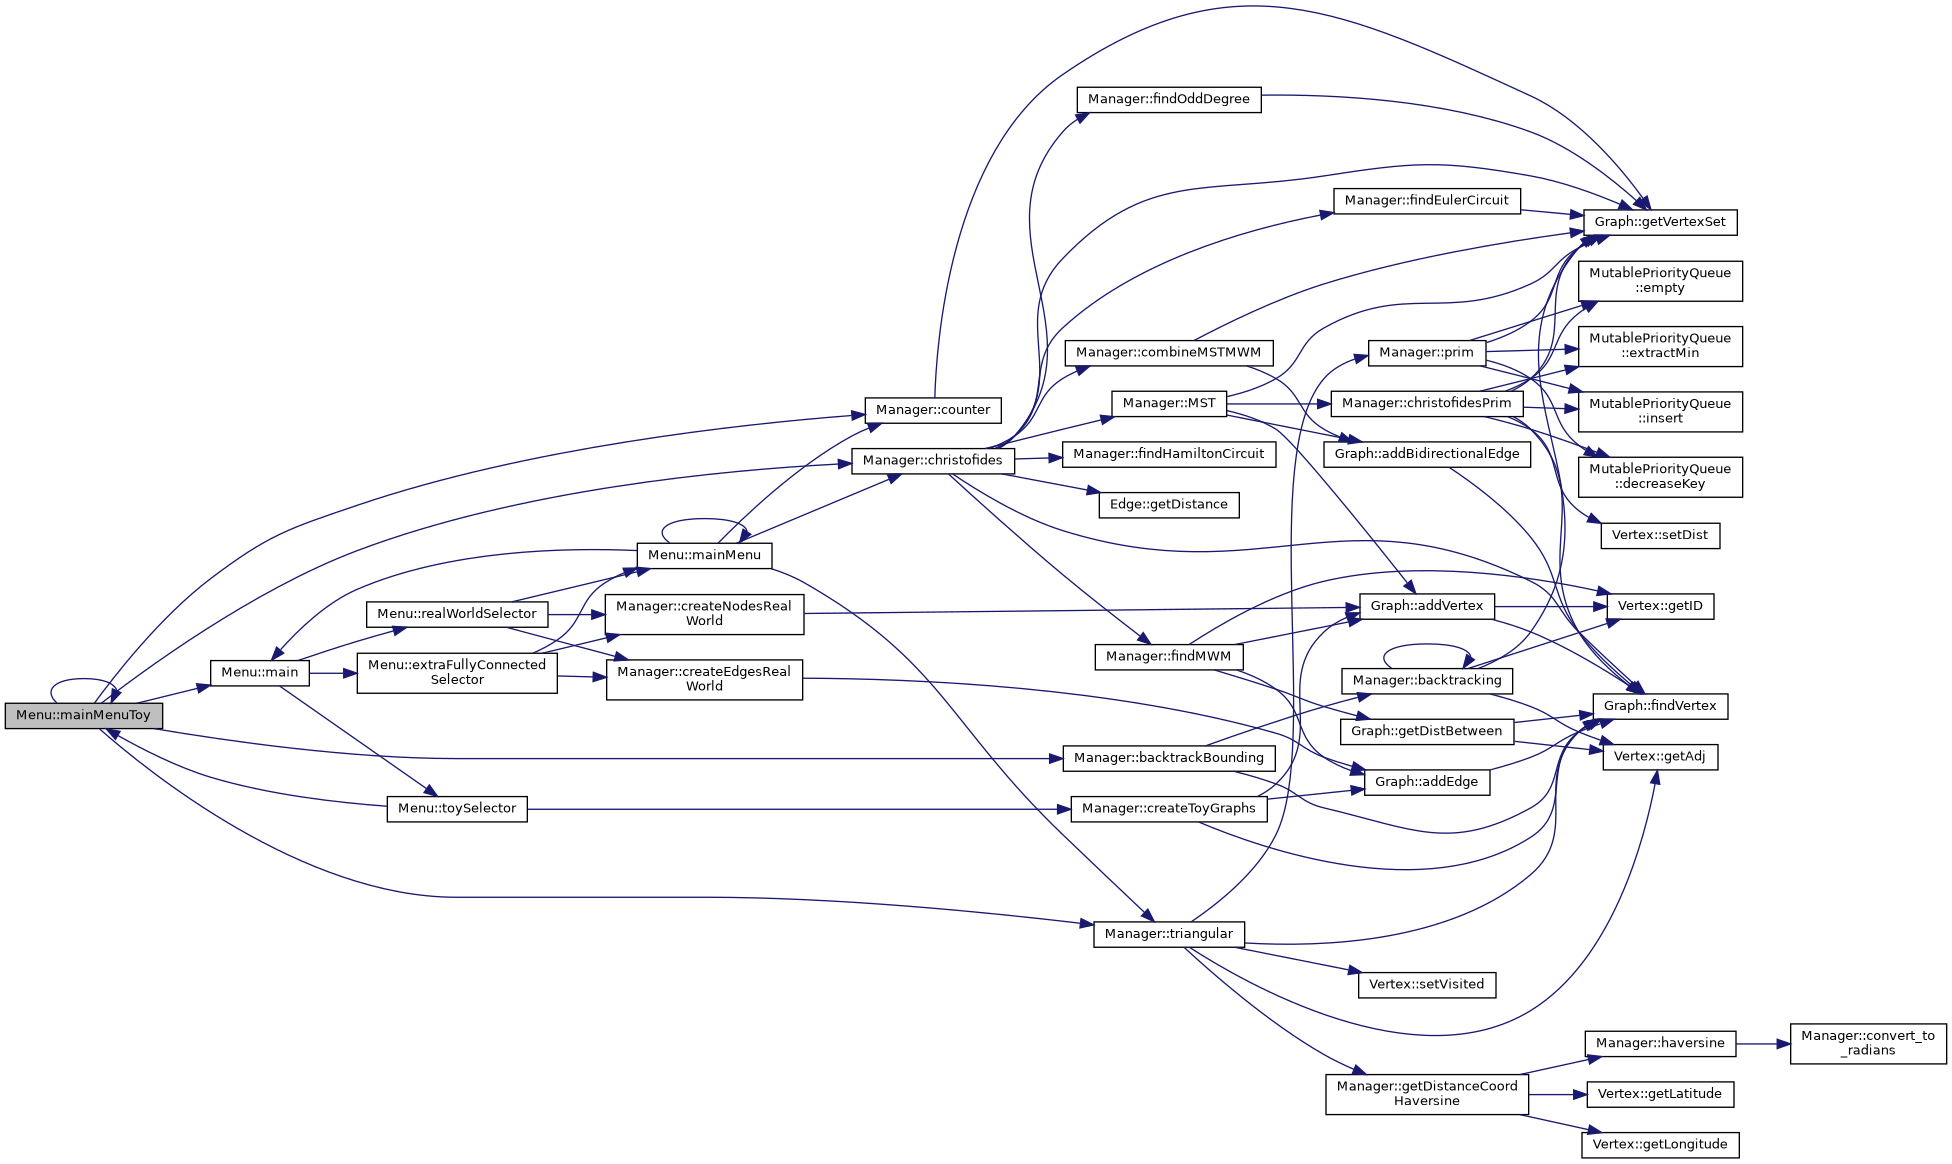 Menu::mainMenuToy
Menu::main
Menu::realWorldSelector
Menu::extraFullyConnected
Selector
Menu::toySelector
Menu::mainMenu
Manager::createNodesReal
World
Manager::createEdgesReal
World
Manager::counter
Manager::christofides
Manager::findOddDegree
Manager::combineMSTMWM
Manager::MST
Manager::findHamiltonCircuit
Edge::getDistance
Manager::findMWM
Manager::backtrackBounding
Manager::createToyGraphs
Manager::triangular
Manager::findEulerCircuit
Manager::prim
Manager::christofidesPrim
Graph::addBidirectionalEdge
Graph::addVertex
Manager::backtracking
Graph::getDistBetween
Graph::addEdge
Vertex::setVisited
Manager::getDistanceCoord
Haversine
Graph::getVertexSet
MutablePriorityQueue
::empty
MutablePriorityQueue
::extractMin
MutablePriorityQueue
::insert
MutablePriorityQueue
::decreaseKey
Vertex::setDist
Vertex::getID
Graph::findVertex
Vertex::getAdj
Manager::haversine
Vertex::getLatitude
Vertex::getLongitude
Manager::convert_to
_radians